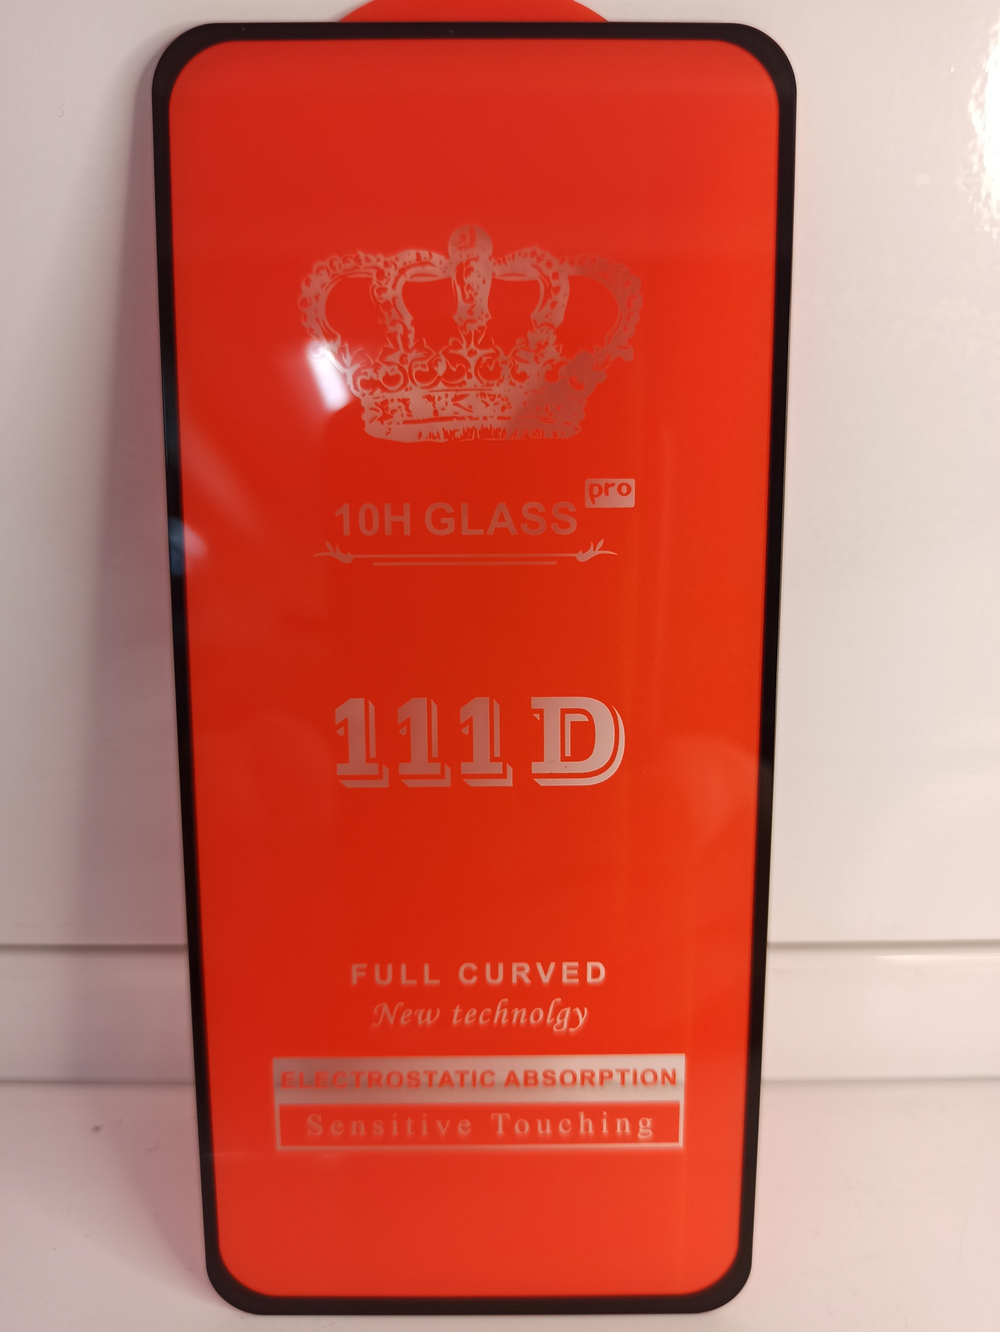 10H GLASS pro
111D
FULL CURVED
New technolgy
ELECTROSTATIC ABSORPTION
Sensitive Touching